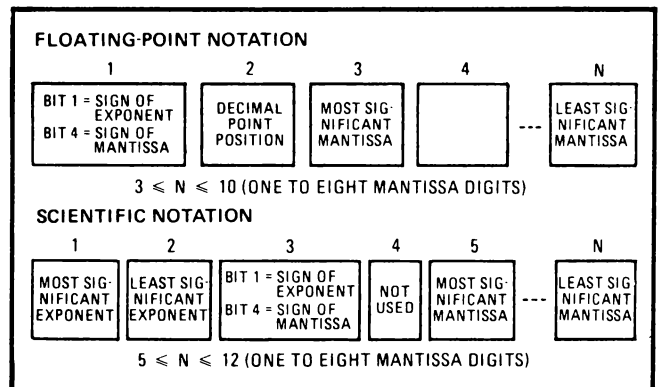 FLOATING-POINT NOTATION
1 2 3 4 N
BIT 1 = SIGN OF
EXPONENT
BIT 4 = SIGN OF
MANTISSA
DECIMAL
POINT
POSITION
MOST SIG-
NIFICANT
MANTISSA
---
LEAST SIG-
NIFICANT
MANTISSA
3 ⩽ N ⩽ 10 (ONE TO EIGHT MANTISSA DIGITS)
SCIENTIFIC NOTATION
1 2 3 4 5 N
MOST SIG-
NIFICANT
EXPONENT
LEAST SIG-
NIFICANT
EXPONENT
BIT 1 = SIGN OF
EXPONENT
BIT 4 = SIGN OF
MANTISSA
NOT
USED
MOST SIG-
NIFICANT
MANTISSA
---
LEAST SIG-
NIFICANT
MANTISSA
5 ⩽ N ⩽ 12 (ONE TO EIGHT MANTISSA DIGITS)